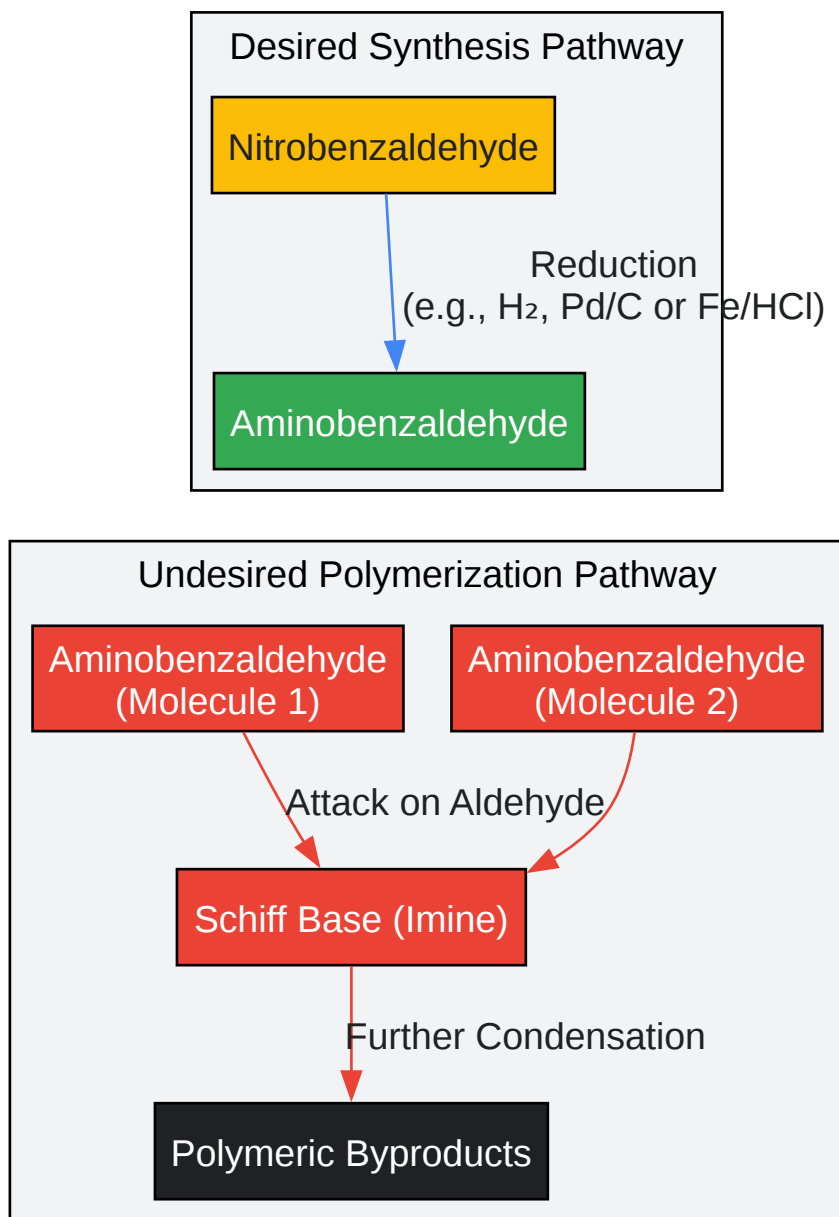 Desired Synthesis Pathway
Nitrobenzaldehyde
Reduction
(e.g., H₂, Pd/C or Fe/HCl)
Aminobenzaldehyde
Undesired Polymerization Pathway
Aminobenzaldehyde
(Molecule 1)
Aminobenzaldehyde
(Molecule 2)
Attack on Aldehyde
Schiff Base (Imine)
Further Condensation
Polymeric Byproducts